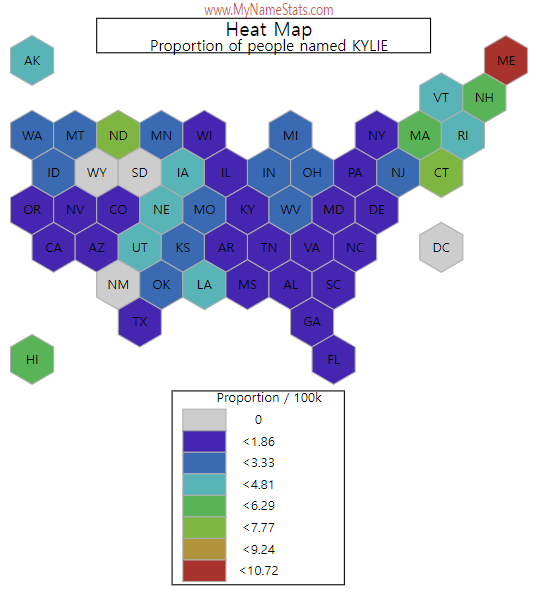 www.MyNameStats.com
Heat Map
Proportion of people named KYLIE
AK ME
VT NH
WA MT ND MN WI MI NY MA RI
ID WY SD IA IL IN OH PA NJ CT
OR NV CO NE MO KY WV MD DE
CA AZ UT KS AR TN VA NC DC
NM OK LA MS AL SC
TX GA
HI FL
Proportion / 100k
0
<1.86
<3.33
<4.81
<6.29
<7.77
<9.24
<10.72